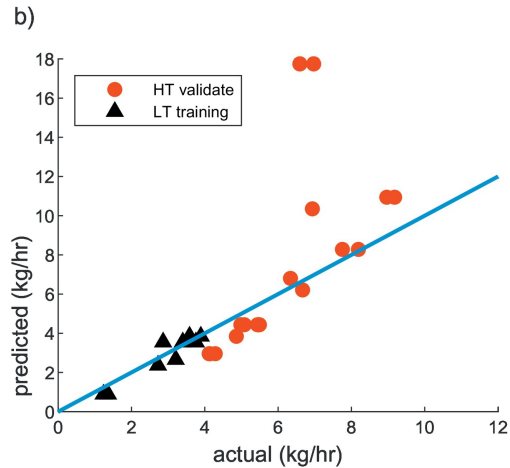 b)
18
16
14
12
10
8
6
4
2
0
HT validate
LT training
predicted (kg/hr)
0 2 4 6 8 10 12
actual (kg/hr)